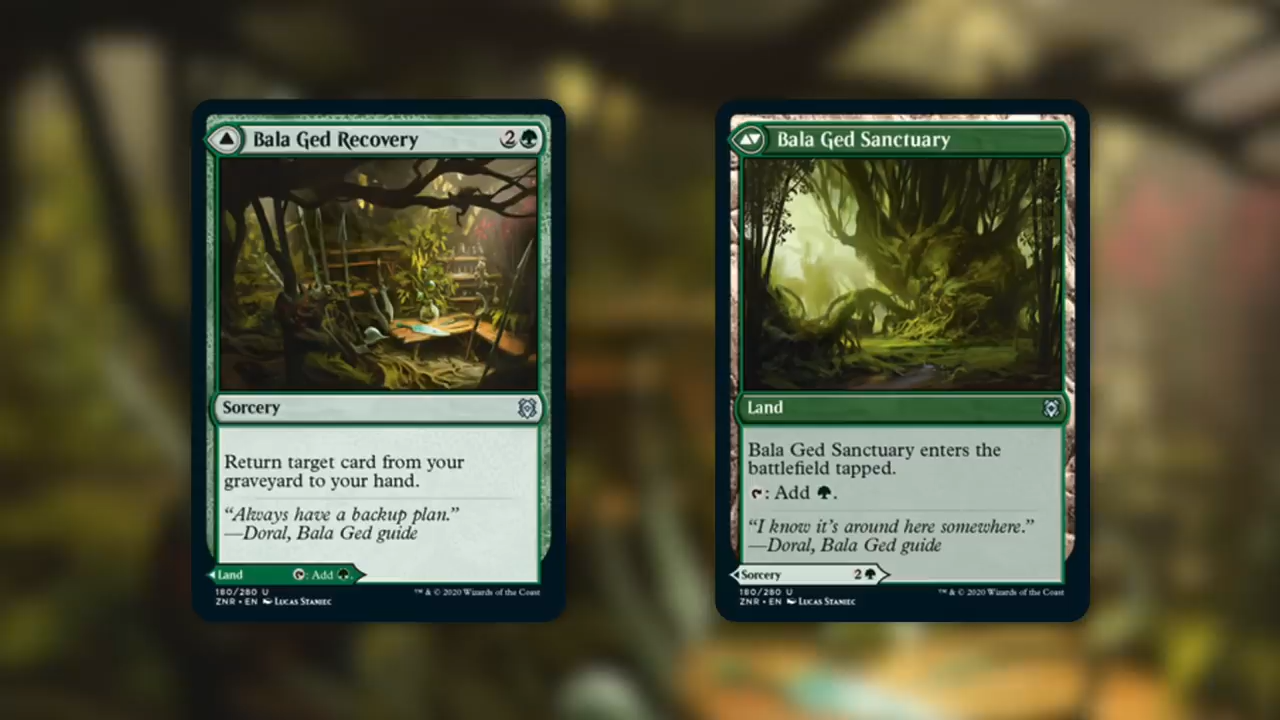 Bala Ged Recovery 2
Sorcery
Return target card from your
graveyard to your hand.
“Always have a backup plan.”
—Doral, Bala Ged guide
Land : Add .
180/280 U
ZNR • EN Lucas Staniec
™ & © 2020 Wizards of the Coast
Bala Ged Sanctuary
Land
Bala Ged Sanctuary enters the
battlefield tapped.
: Add .
“I know it’s around here somewhere.”
—Doral, Bala Ged guide
Sorcery 2
180/280 U
ZNR • EN Lucas Staniec
™ & © 2020 Wizards of the Coast